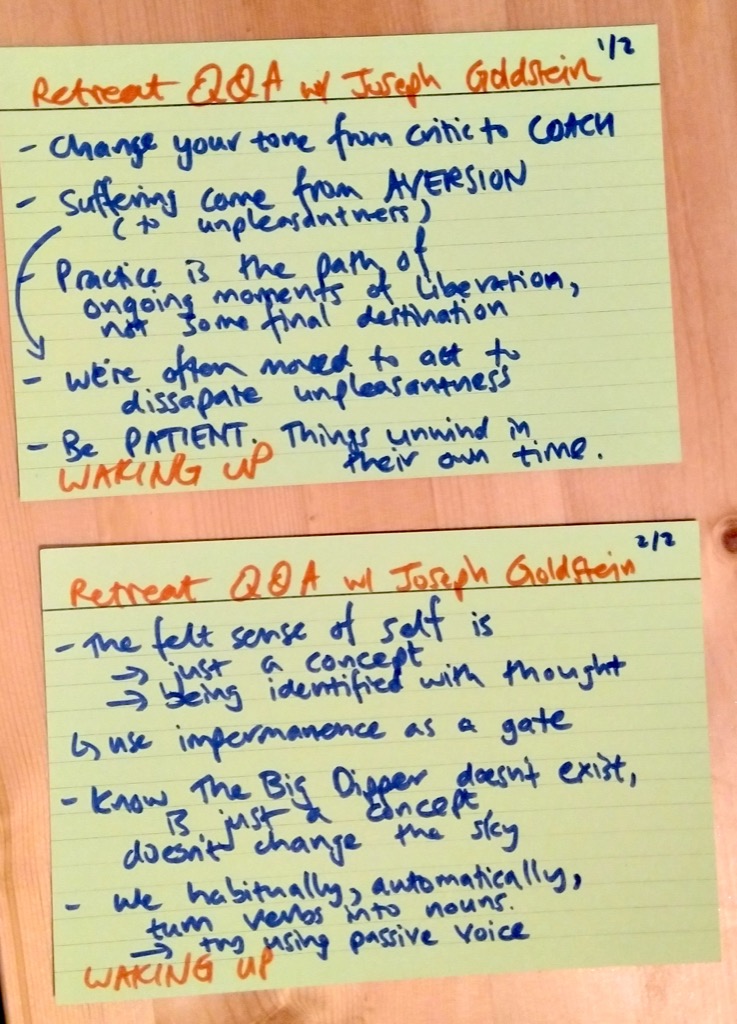 1/2
Retreat Q&A w/ Joseph Goldstein
- Change your tone from critic to COACH
- Suffering come from AVERSION
( to unpleasantness )
- Practice is the path of
ongoing moments of liberation,
not some final destination
- we're often moved to act to
dissapate unpleasantness
- Be PATIENT. Things unwind in
their own time.
WAKING UP
2/2
Retreat Q&A w/ Joseph Goldstein
- The felt sense of self is
→ just a concept
→ being identified with thought
↳ use impermanence as a gate
- Know The Big Dipper doesn't exist,
is just a concept
doesn't change the sky
- We habitually, automatically,
turn verbs into nouns.
→ try using passive voice
WAKING UP